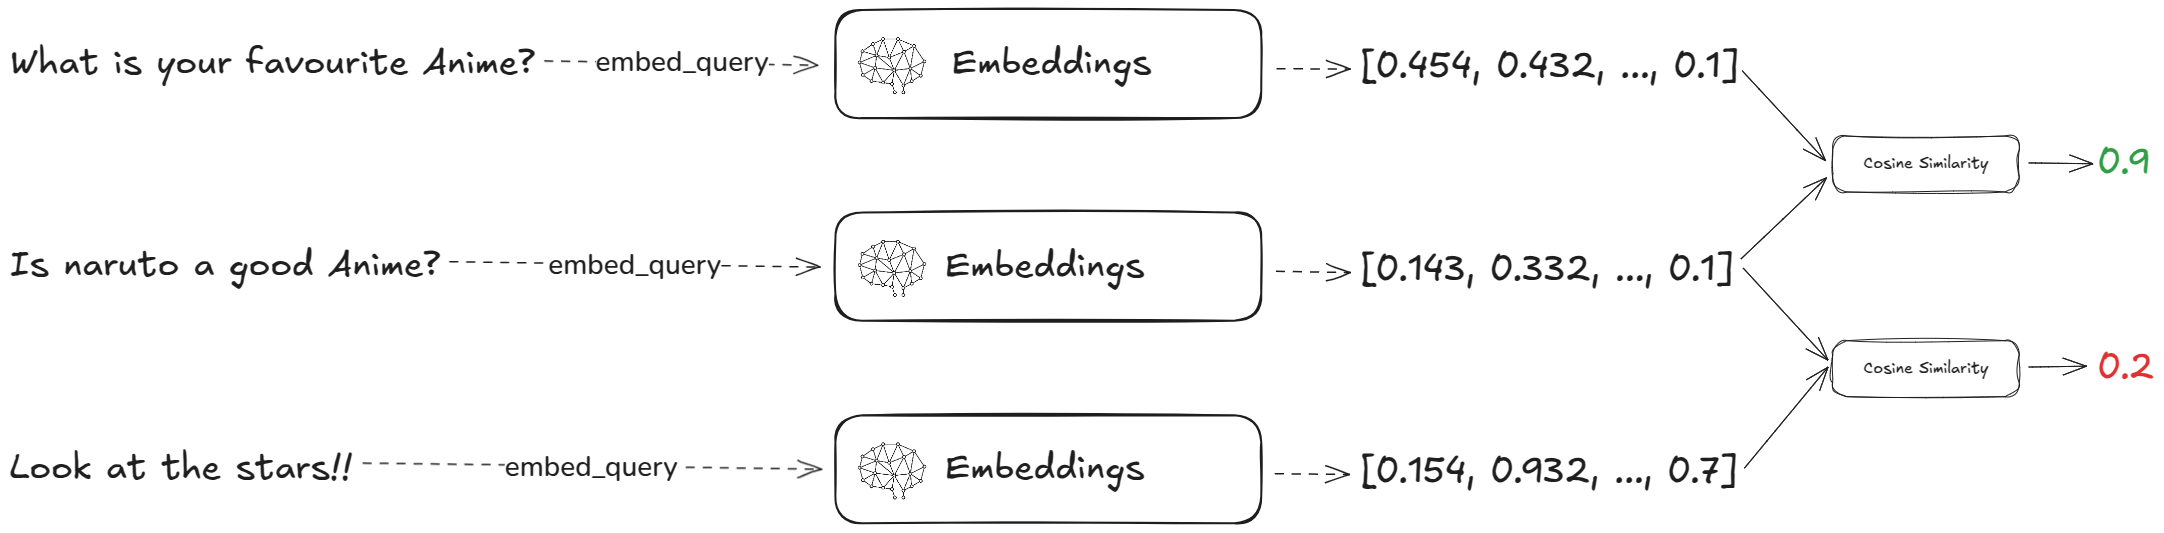 What is your favourite Anime? embed_query Embeddings [0.454, 0.432, ..., 0.1]
Cosine Similarity 0.9
Is naruto a good Anime? embed_query Embeddings [0.143, 0.332, ..., 0.1]
Cosine Similarity 0.2
Look at the stars!! embed_query Embeddings [0.154, 0.932, ..., 0.7]